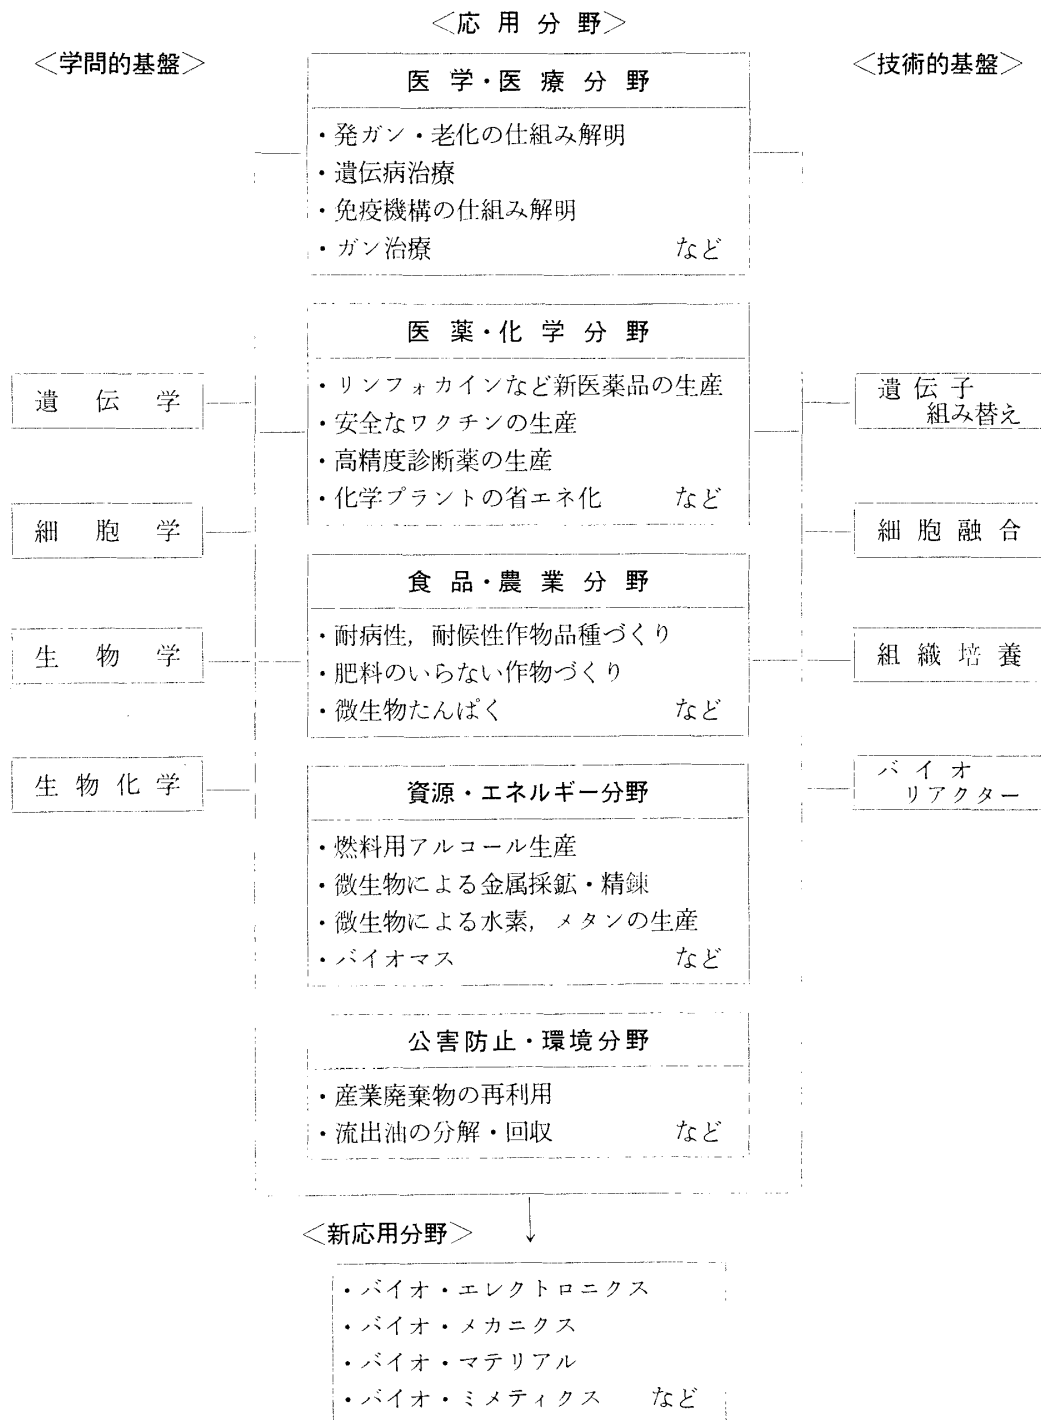 <応用分野>
<学問的基盤>
<技術的基盤>
医学・医療分野
・発ガン・老化の仕組み解明
・遺伝病治療
・免疫機構の仕組み解明
・ガン治療 など
医薬・化学分野
・リンフォカインなど新医薬品の生産
・安全なワクチンの生産
・高精度診断薬の生産
・化学プラントの省エネ化 など
食品・農業分野
・耐病性，耐候性作物品種づくり
・肥料のいらない作物づくり
・微生物たんぱく など
資源・エネルギー分野
・燃料用アルコール生産
・微生物による金属採鉱・精錬
・微生物による水素，メタンの生産
・バイオマス など
公害防止・環境分野
・産業廃棄物の再利用
・流出油の分解・回収 など
遺伝学
細胞学
生物学
生物化学
遺伝子
組み替え
細胞融合
組織培養
バイオ
リアクター
<新応用分野>
・バイオ・エレクトロニクス
・バイオ・メカニクス
・バイオ・マテリアル
・バイオ・ミメティクス など